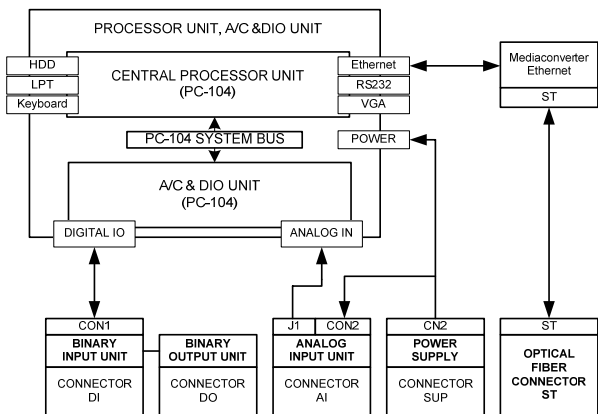 PROCESSOR UNIT, A/C &DIO UNIT
HDD
LPT
Keyboard
CENTRAL PROCESSOR UNIT
(PC-104)
Ethernet
RS232
VGA
Mediaconverter
Ethernet
ST
PC-104 SYSTEM BUS
POWER
A/C & DIO UNIT
(PC-104)
DIGITAL IO
ANALOG IN
CON1
BINARY
INPUT UNIT
CONNECTOR
DI
BINARY
OUTPUT UNIT
CONNECTOR
DO
J1
CON2
ANALOG
INPUT UNIT
CONNECTOR
AI
CN2
POWER
SUPPLY
CONNECTOR
SUP
ST
OPTICAL
FIBER
CONNECTOR
ST